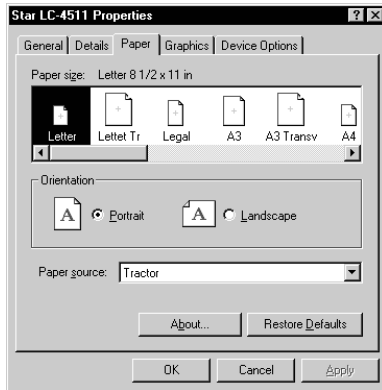 Star LC-4511 Properties
General Details Paper Graphics Device Options
Paper size: Letter 8 1/2 x 11 in
Letter Lettet Tr Legal A3 A3 Transv A4
Orientation
A Portrait A Landscape
Paper source: Tractor
About... Restore Defaults
OK Cancel Apply